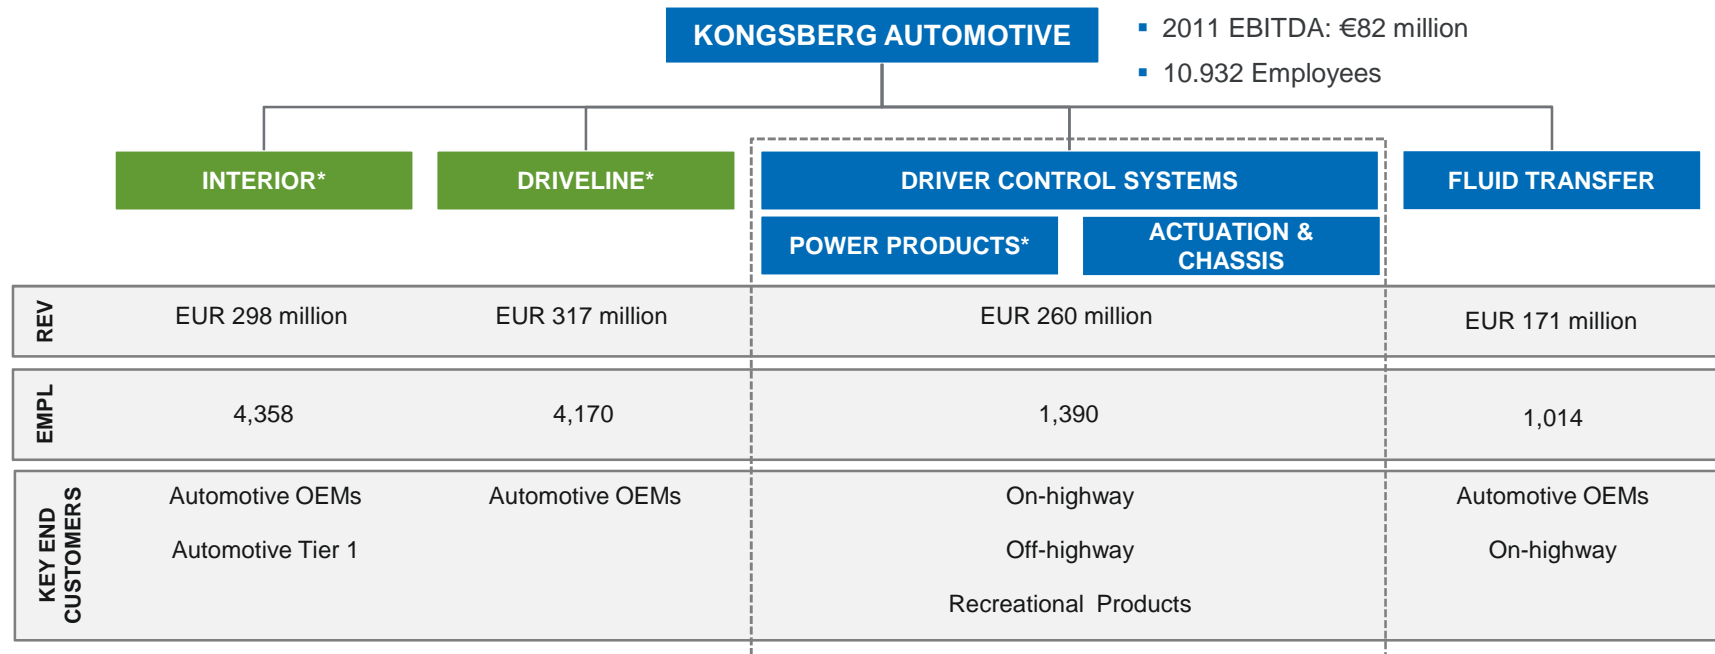 KONGSBERG AUTOMOTIVE
▪ 2011 EBITDA: €82 million
▪ 10.932 Employees
INTERIOR*
DRIVELINE*
DRIVER CONTROL SYSTEMS
FLUID TRANSFER
POWER PRODUCTS*
ACTUATION &
CHASSIS
REV
EUR 298 million
EUR 317 million
EUR 260 million
EUR 171 million
EMPL
4,358
4,170
1,390
1,014
KEY END
CUSTOMERS
Automotive OEMs
Automotive Tier 1
Automotive OEMs
On-highway
Off-highway
Recreational Products
Automotive OEMs
On-highway